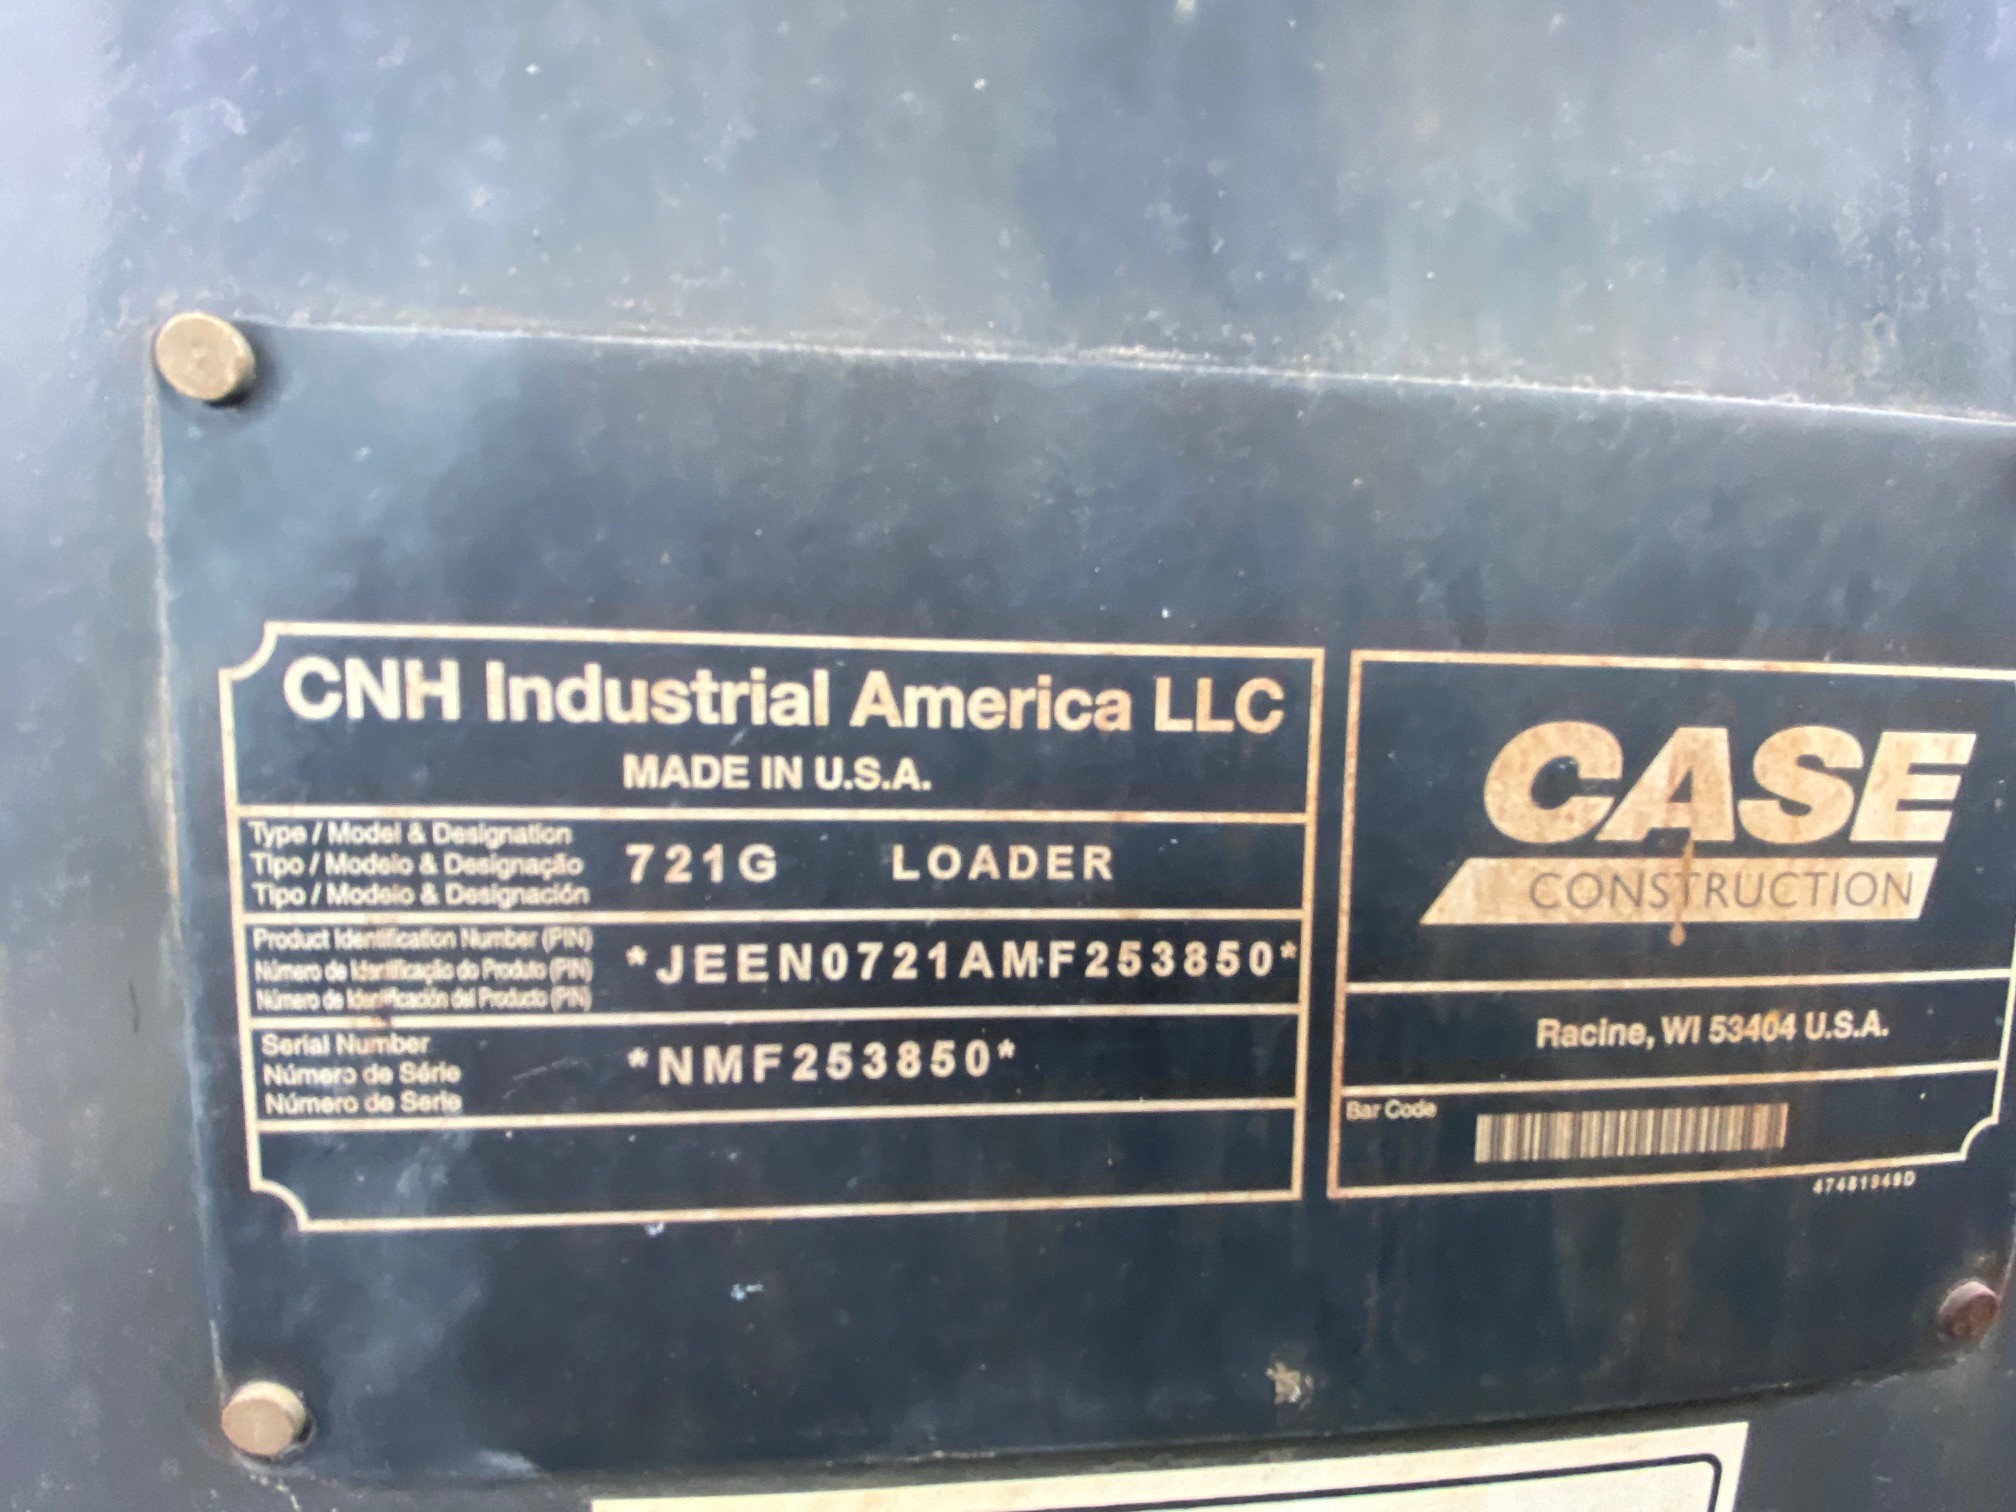 CNH Industrial America LLC
MADE IN U.S.A.
Type / Model & Designation
Tipo / Modelo & Designação
Tipo / Modelo & Designación
721G LOADER
Product Identification Number (PIN)
Número de Identificação do Produto (PIN)
Número de Identificación del Producto (PIN)
*JEEN0721AMF253850*
Serial Number
Número de Série
Número de Serie
*NMF253850*
CASE
CONSTRUCTION
Racine, WI 53404 U.S.A.
Bar Code